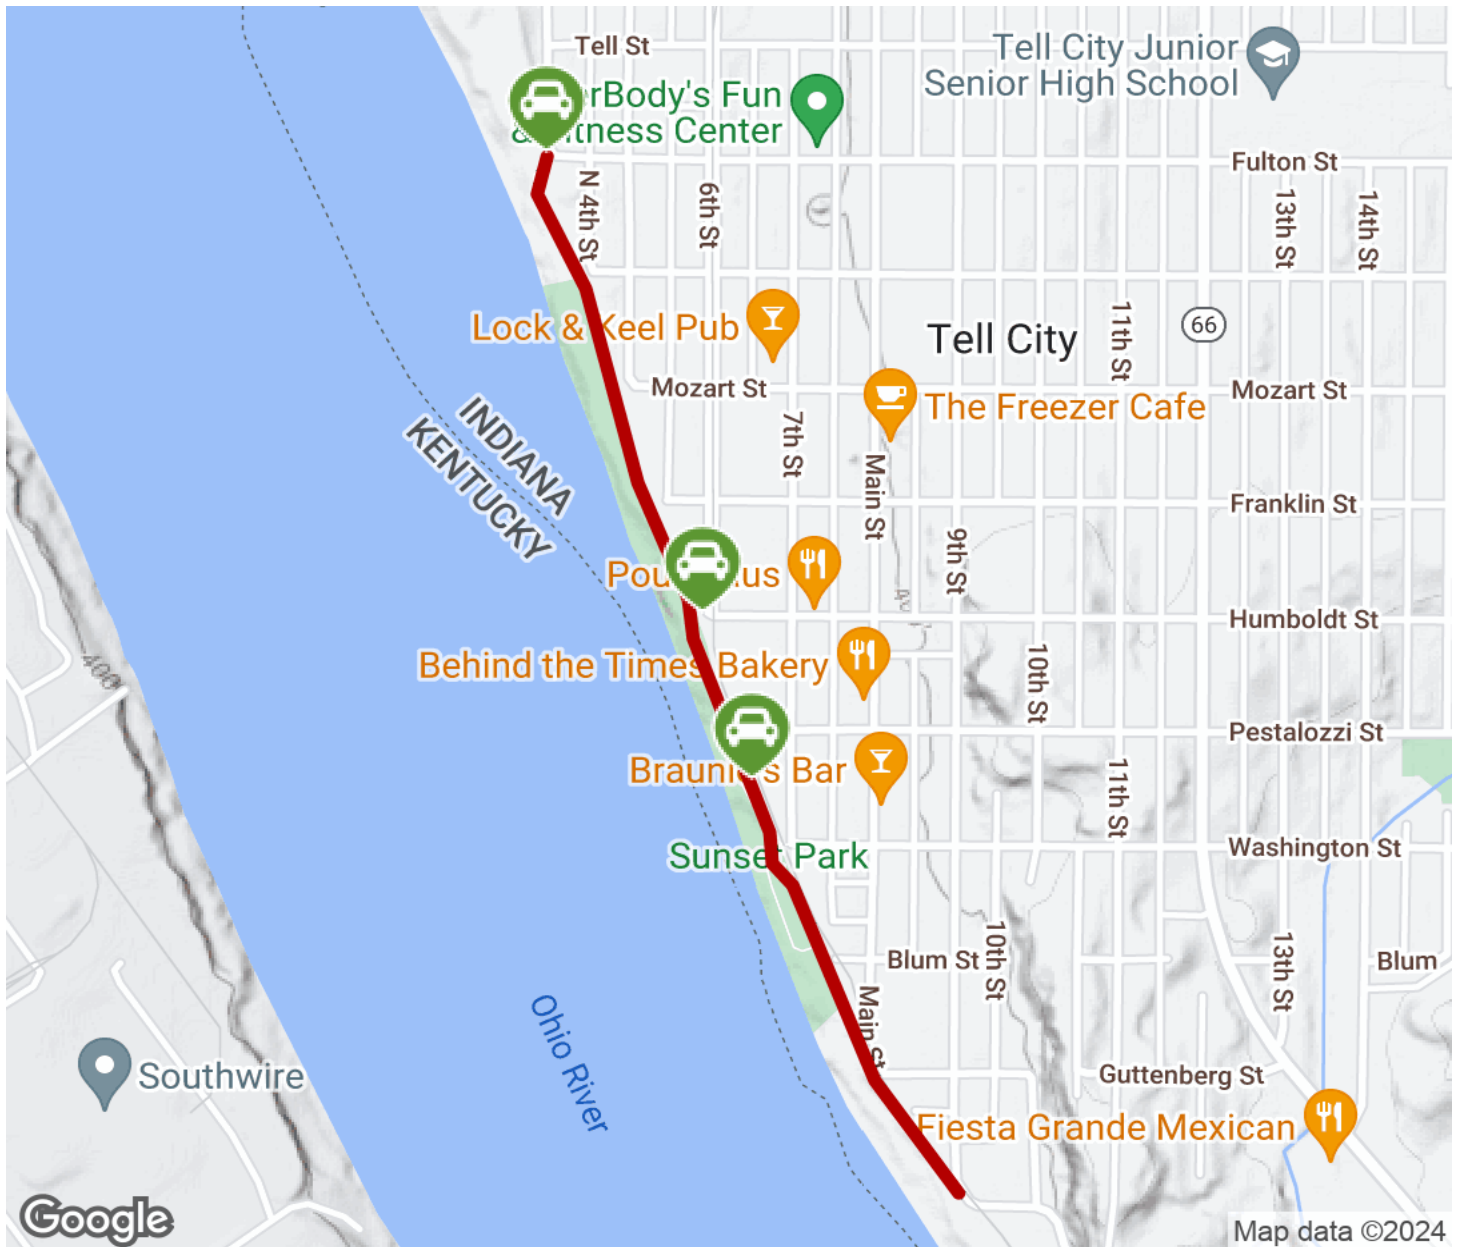 Tell St
Tell City Junior
Senior High School
rBody's Fun
& Fitness Center
Fulton St
N 4th St
6th St
13th St
14th St
Lock & Keel Pub
Tell City
11th St
66
Mozart St
Mozart St
The Freezer Cafe
INDIANA
KENTUCKY
7th St
Main St
Franklin St
9th St
Humboldt St
Behind the Times Bakery
400
10th St
Pestalozzi St
Braunie's Bar
11th St
Sunset Park
Washington St
Blum St
10th St
13th St
Blum
Ohio River
Main St
Southwire
Guttenberg St
Fiesta Grande Mexican
Google
Map data ©2024